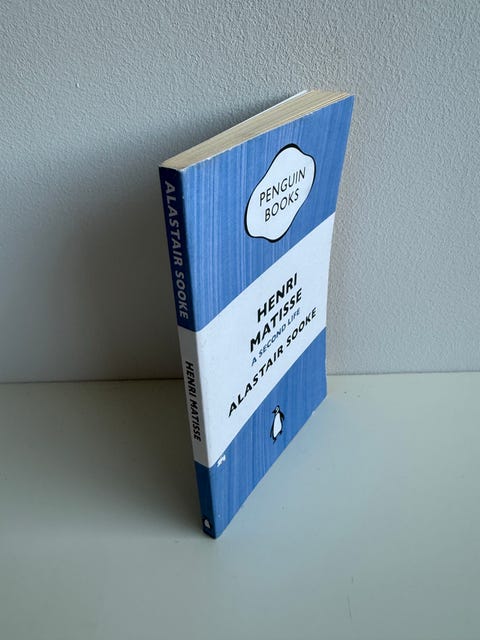 PENGUIN
BOOKS
HENRI
MATISSE
A SECOND LIFE
ALASTAIR SOOKE
ALASTAIR SOOKE
HENRI MATISSE